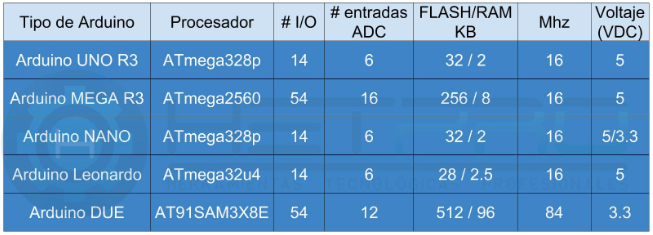 Tipo de Arduino Procesador # I/O # entradas ADC FLASH/RAM KB Mhz Voltaje (VDC)
Arduino UNO R3 ATmega328p 14 6 32 / 2 16 5
Arduino MEGA R3 ATmega2560 54 16 256 / 8 16 5
Arduino NANO ATmega328p 14 6 32 / 2 16 5/3.3
Arduino Leonardo ATmega32u4 14 6 28 / 2.5 16 5
Arduino DUE AT91SAM3X8E 54 12 512 / 96 84 3.3